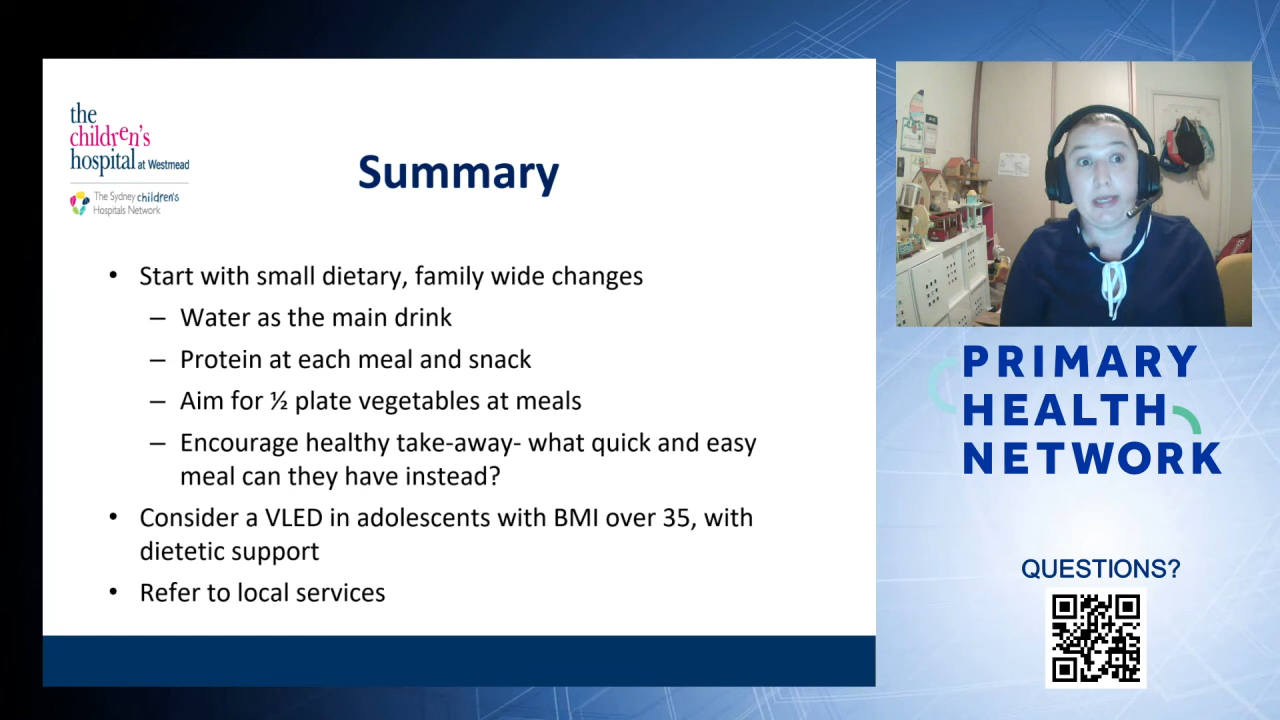 the
children's
hospital at Westmead
The Sydney children's
Hospitals Network
Summary
• Start with small dietary, family wide changes
– Water as the main drink
– Protein at each meal and snack
– Aim for ½ plate vegetables at meals
– Encourage healthy take-away- what quick and easy
meal can they have instead?
• Consider a VLED in adolescents with BMI over 35, with
dietetic support
• Refer to local services
PRIMARY
HEALTH
NETWORK
QUESTIONS?